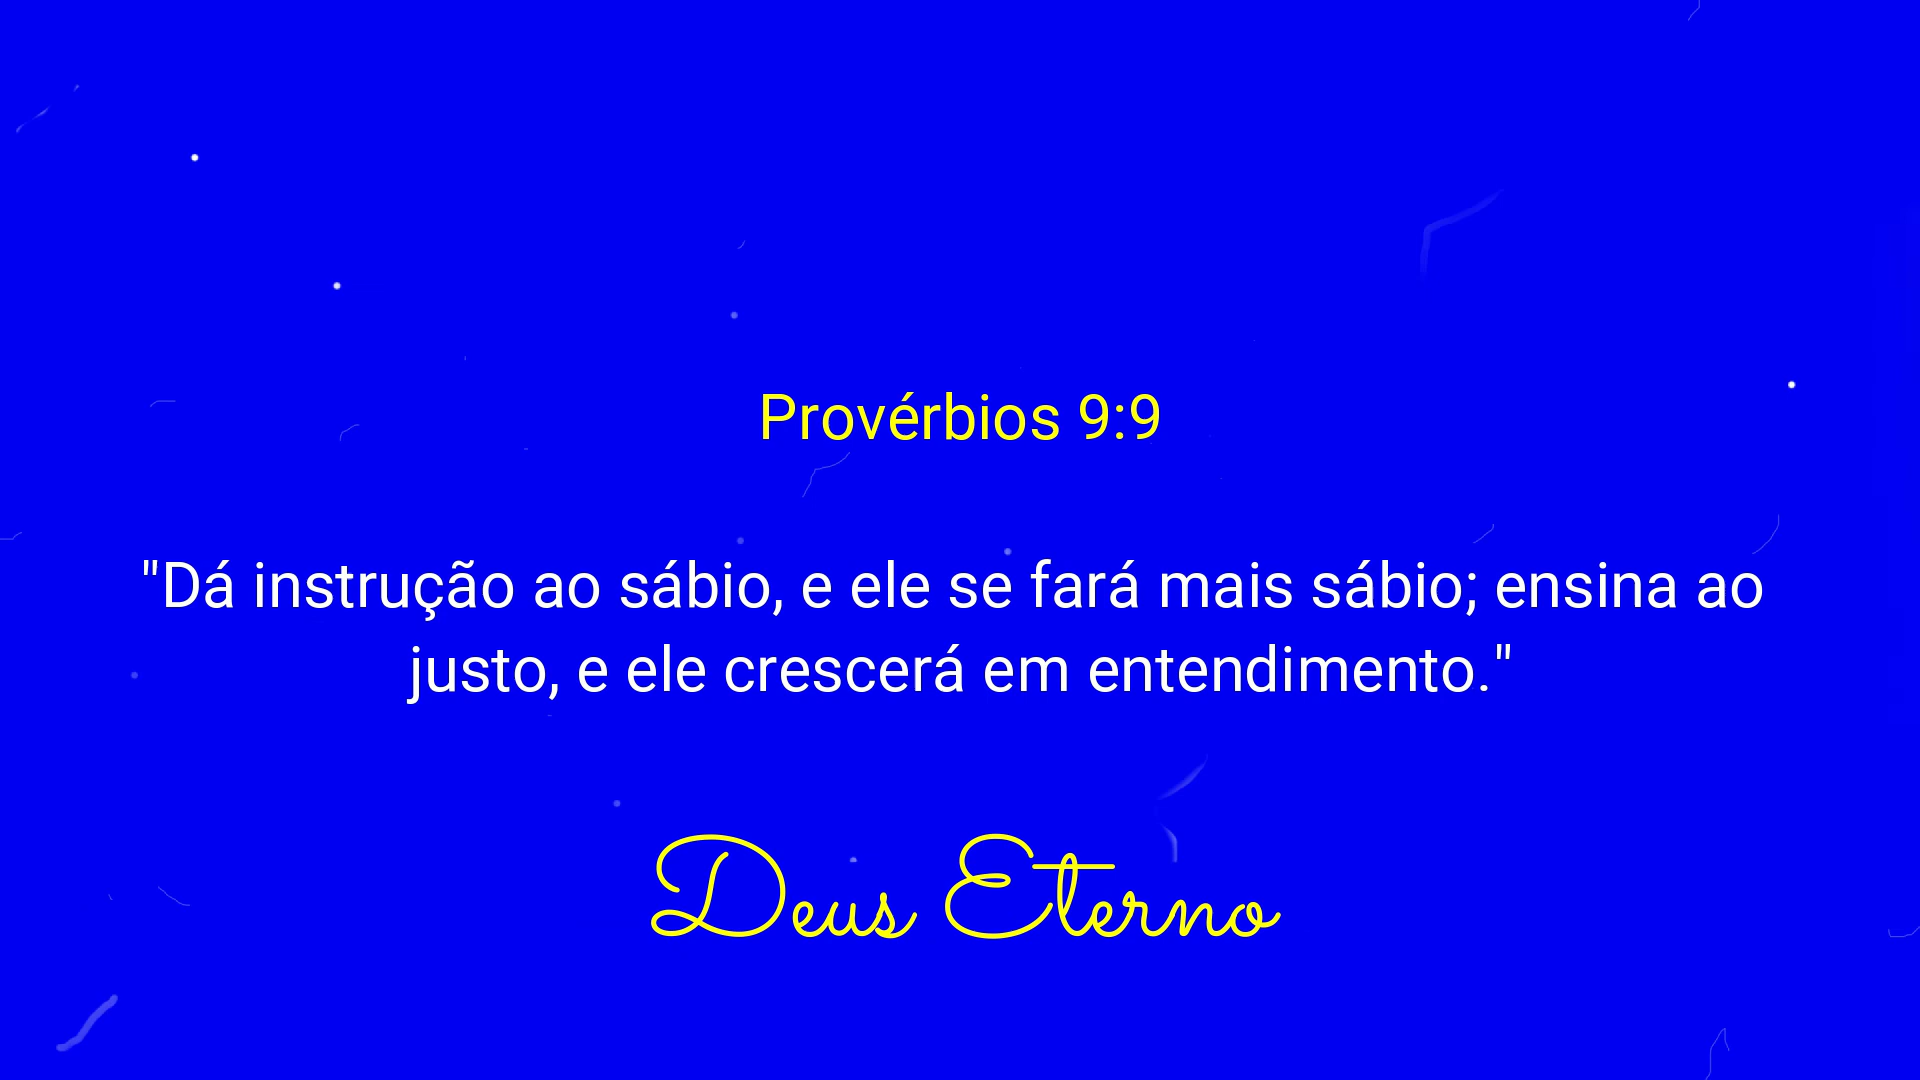 Provérbios 9:9
"Dá instrução ao sábio, e ele se fará mais sábio; ensina ao
justo, e ele crescerá em entendimento."
Deus Eterno